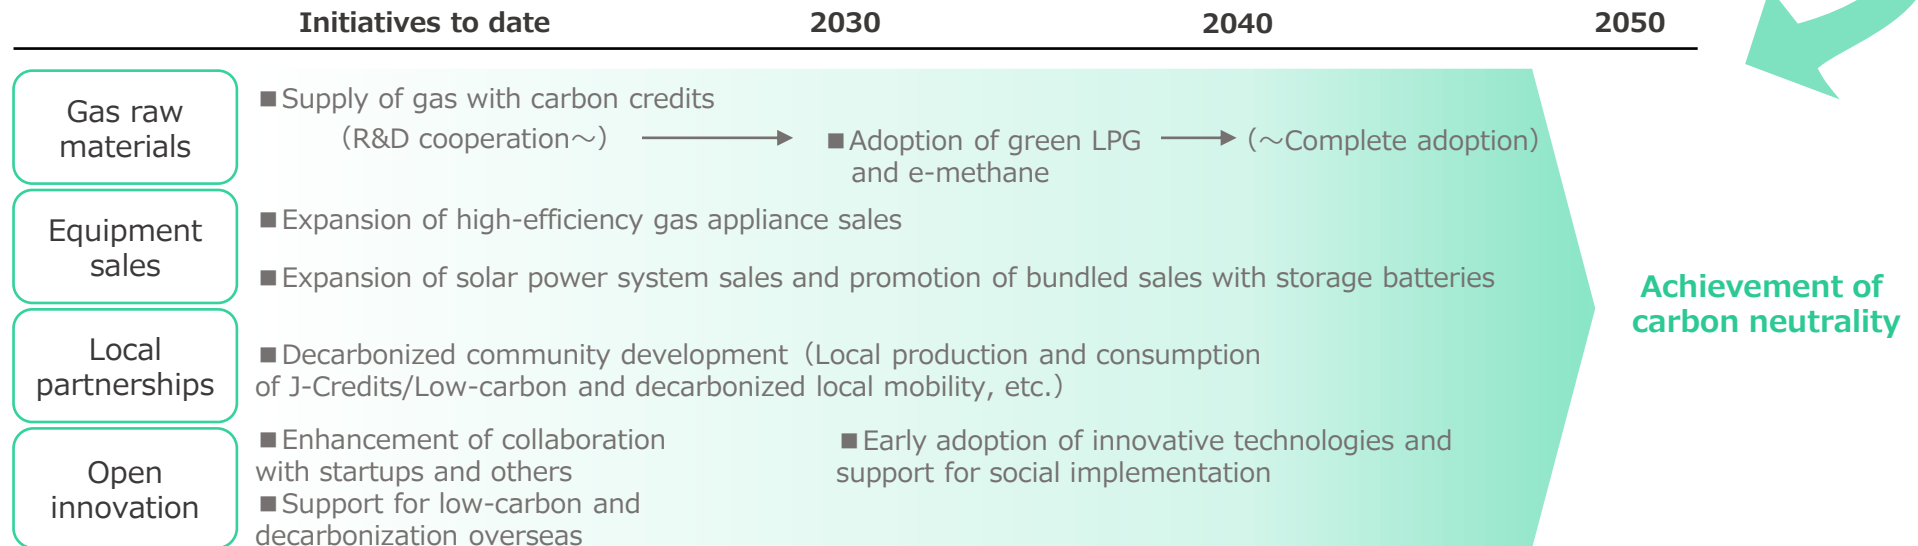 Initiatives to date 2030 2040 2050
Gas raw
materials
■Supply of gas with carbon credits
（R&D cooperation～）
■Adoption of green LPG
and e-methane
（～Complete adoption）
Equipment
sales
■Expansion of high-efficiency gas appliance sales
■Expansion of solar power system sales and promotion of bundled sales with storage batteries
Local
partnerships
■Decarbonized community development（Local production and consumption
of J-Credits/Low-carbon and decarbonized local mobility, etc.）
Open
innovation
■Enhancement of collaboration
with startups and others
■Support for low-carbon and
decarbonization overseas
■Early adoption of innovative technologies and
support for social implementation
Achievement of
carbon neutrality